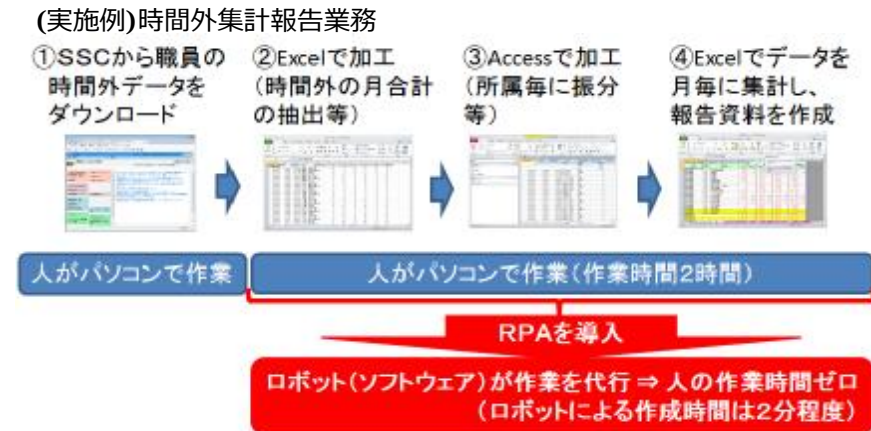 (実施例)時間外集計報告業務
①SSCから職員の
時間外データを
ダウンロード
②Excelで加工
(時間外の月合計
の抽出等)
③Accessで加工
(所属毎に振分
等)
④Excelでデータを
月毎に集計し、
報告資料を作成
人がパソコンで作業
人がパソコンで作業(作業時間2時間)
RPAを導入
ロボット(ソフトウェア)が作業を代行⇒人の作業時間ゼロ
(ロボットによる作成時間は2分程度)